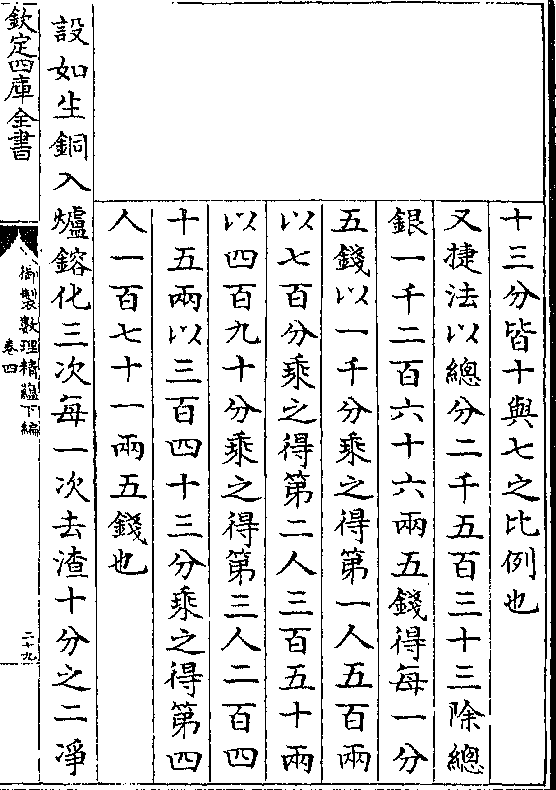 十三分皆十與七之比例也
又捷法以總分二千五百三十三除總
銀一千二百六十六兩五錢得每一分
五錢以一千分乘之得第一人五百兩
以七百分乘之得第二人三百五十兩
以四百九十分乘之得第三人二百四
十五兩以三百四十三分乘之得第四
人一百七十一兩五錢也
設如生銅入爐鎔化三次每一次去渣十分之二凈
欽定四庫全書
御製數理精蘊下編
卷四
二十九